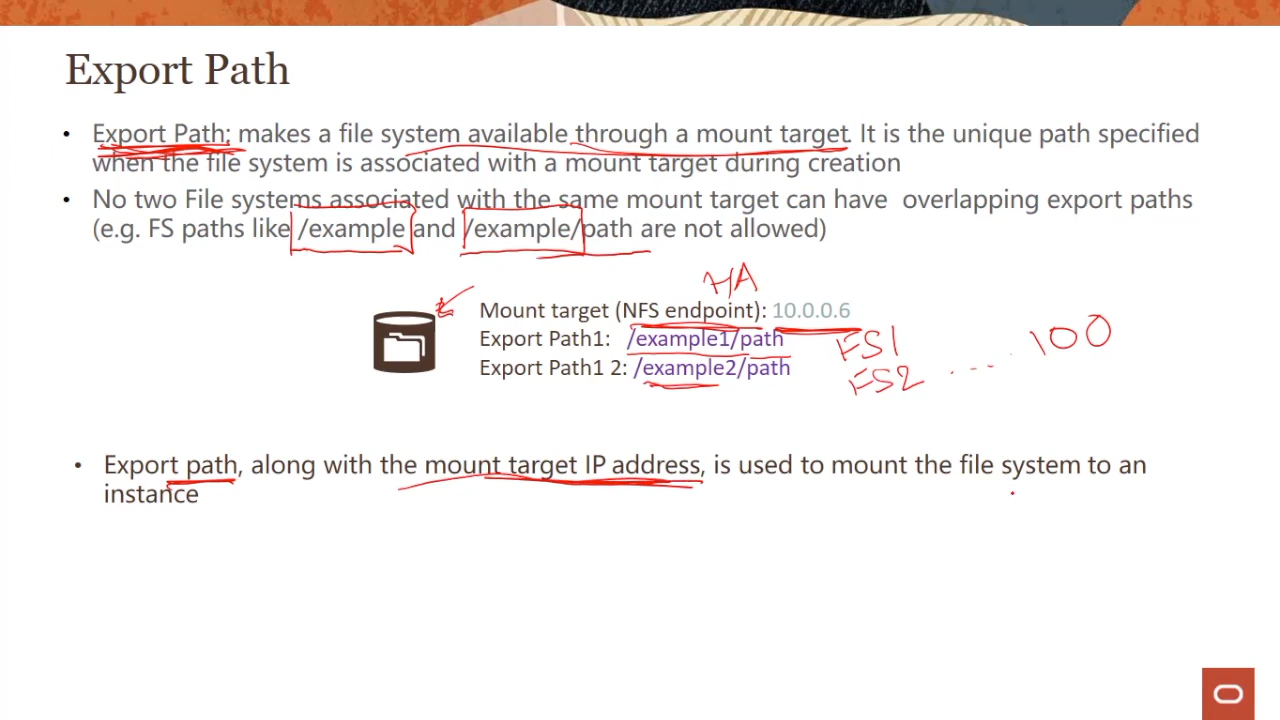 Export Path
• Export Path: makes a file system available through a mount target. It is the unique path specified
when the file system is associated with a mount target during creation
• No two File systems associated with the same mount target can have overlapping export paths
(e.g. FS paths like /example and /example/path are not allowed)
HA
Mount target (NFS endpoint): 10.0.0.6
Export Path1: /example1/path
FS1
Export Path1 2: /example2/path
FS2 .... 100
• Export path, along with the mount target IP address, is used to mount the file system to an
instance